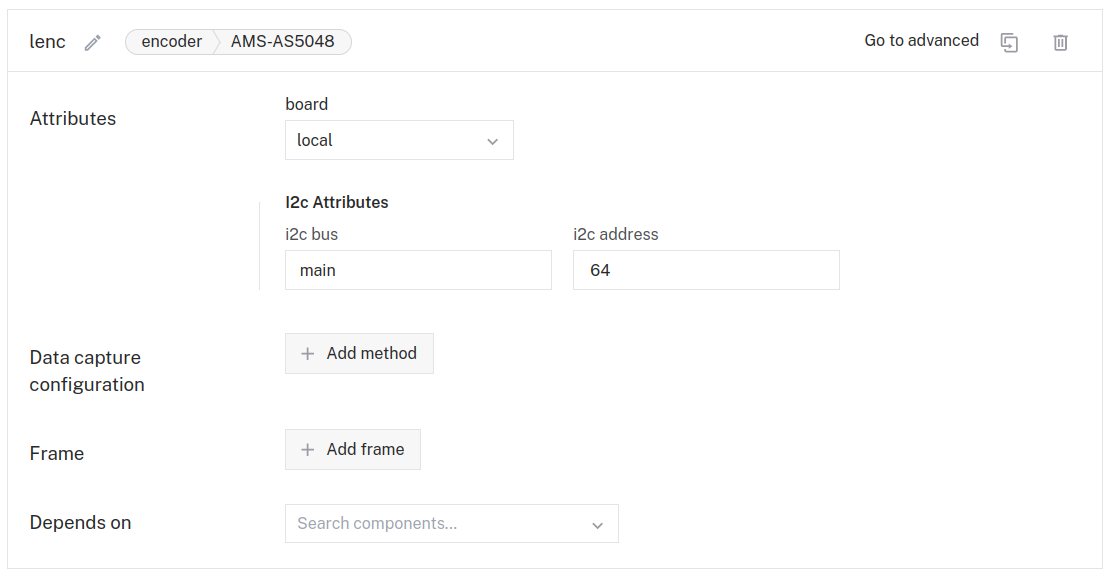 lenc
encoder AMS-AS5048
Go to advanced
Attributes
board
local
I2c Attributes
i2c bus
i2c address
main
64
Data capture
configuration
Add method
Frame
Add frame
Depends on
Search components...